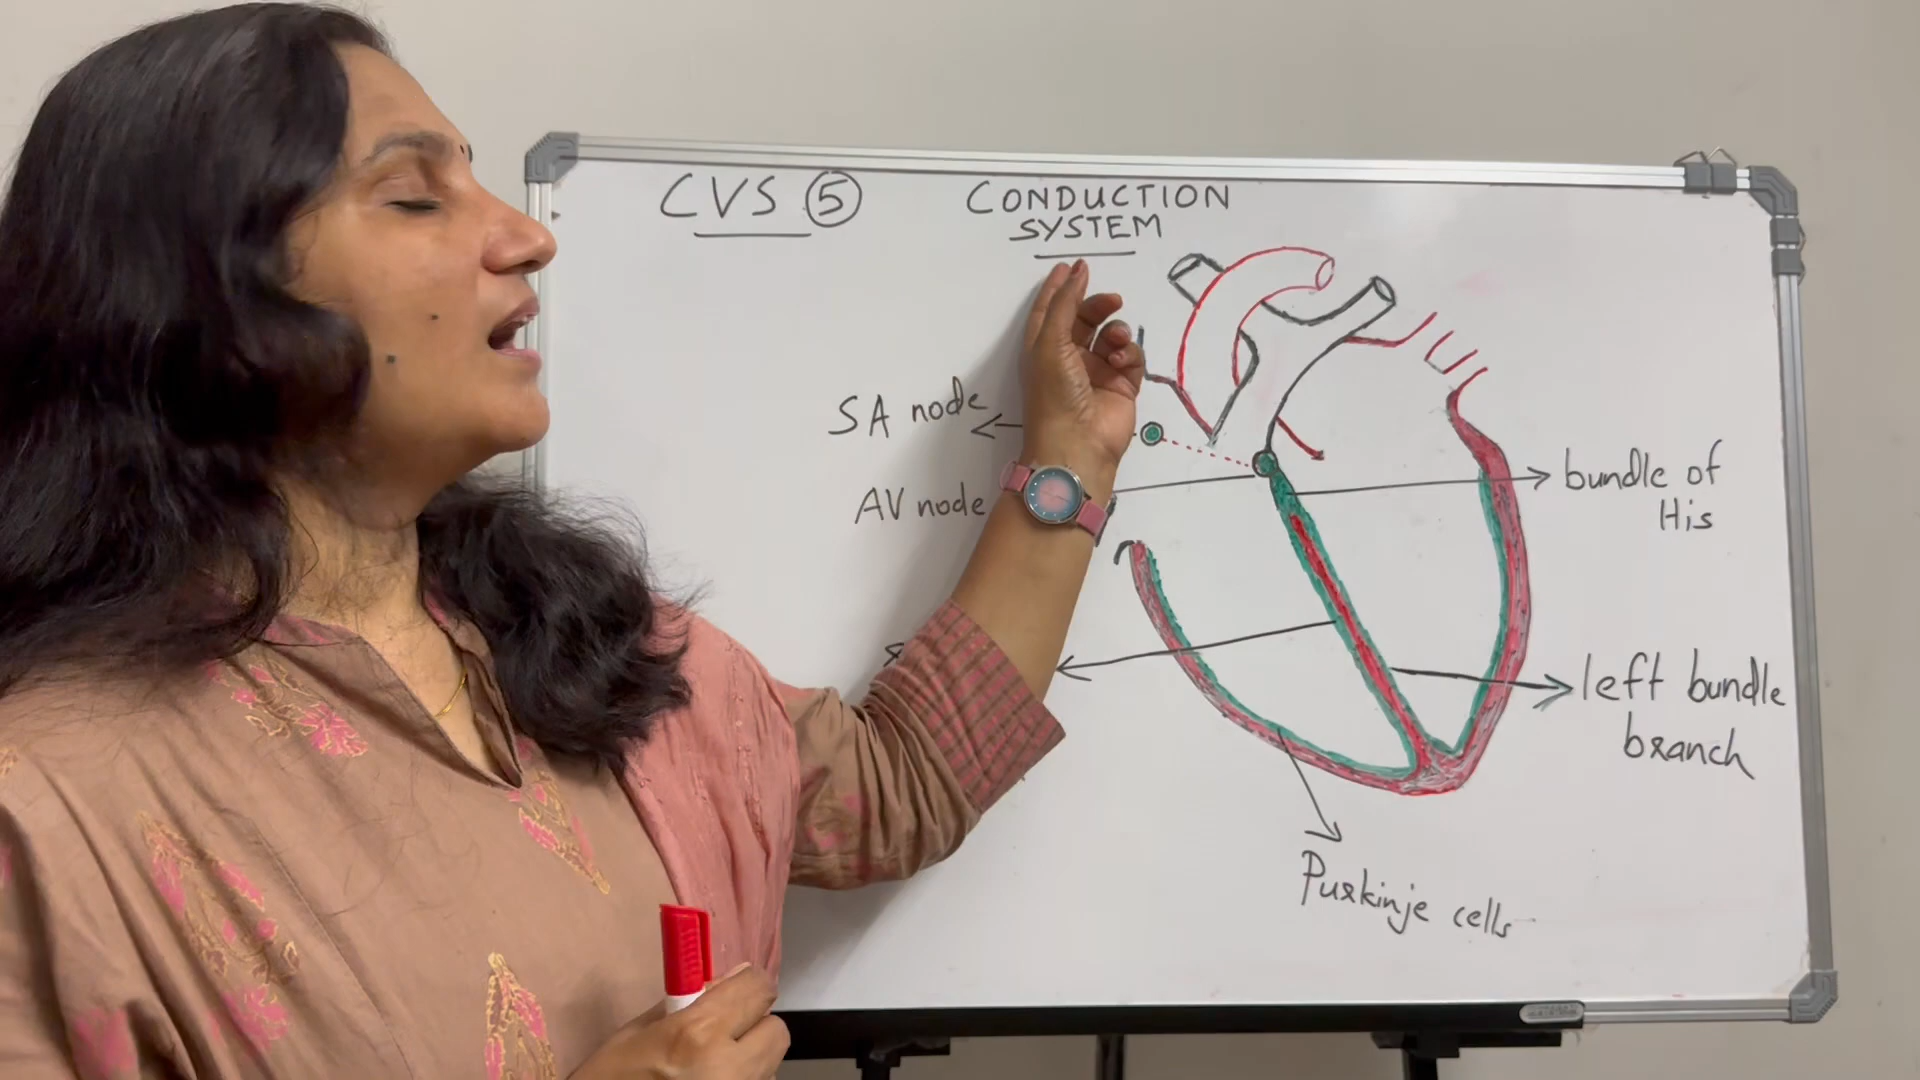 CVS 5
CONDUCTION
SYSTEM
SA node
AV node
bundle of
His
left bundle
branch
Purkinje cells